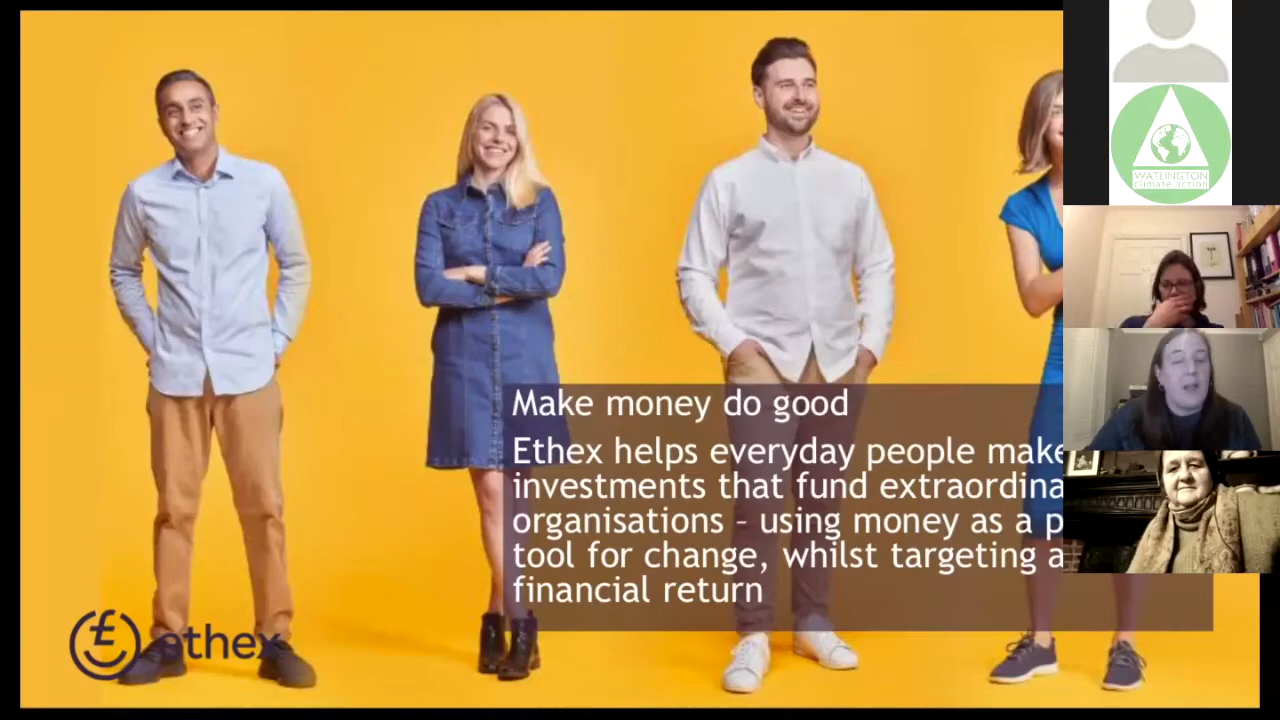 Make money do good
Ethex helps everyday people make
investments that fund extraordina
organisations – using money as a p
tool for change, whilst targeting a
financial return
ethex
WATLINGTON
climate action